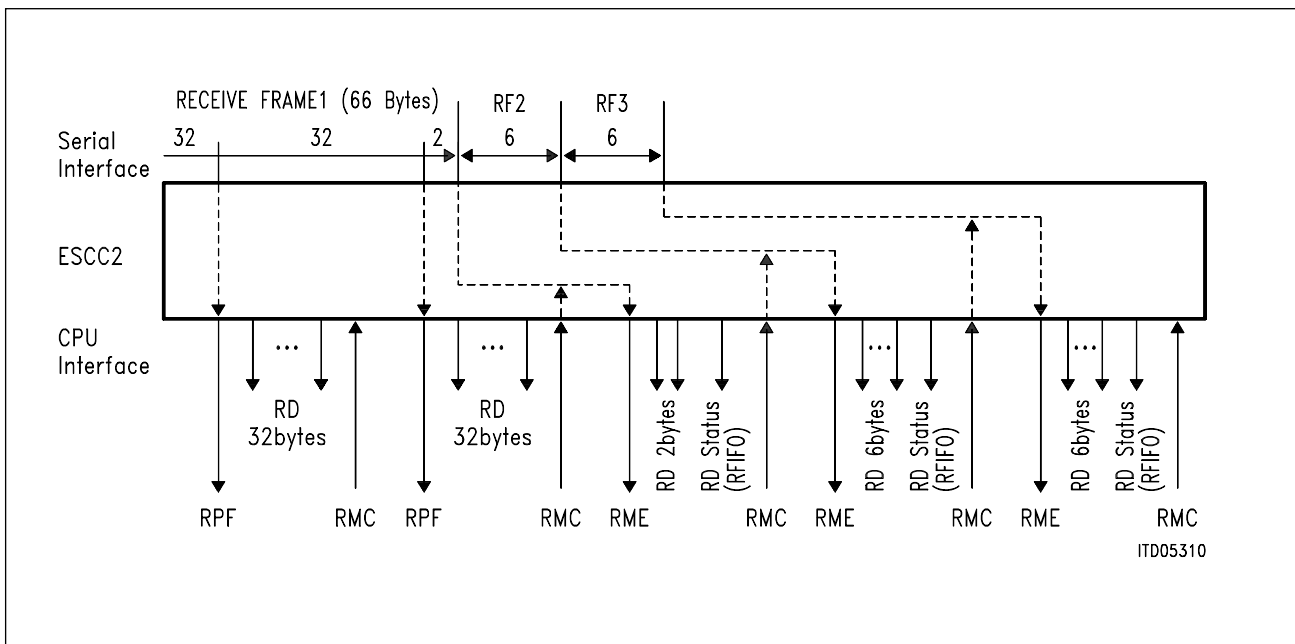 RECEIVE FRAME1 (66 Bytes) RF2 RF3
Serial Interface
32 32 2 6 6
ESCC2
CPU Interface
... ... ... ...
RD 32bytes
RD 32bytes
RD 2bytes
RD Status (RFIFO)
RD 6bytes
RD Status (RFIFO)
RD 6bytes
RD Status (RFIFO)
RPF RMC RPF RMC RME RMC RME RMC RME RMC
ITD05310